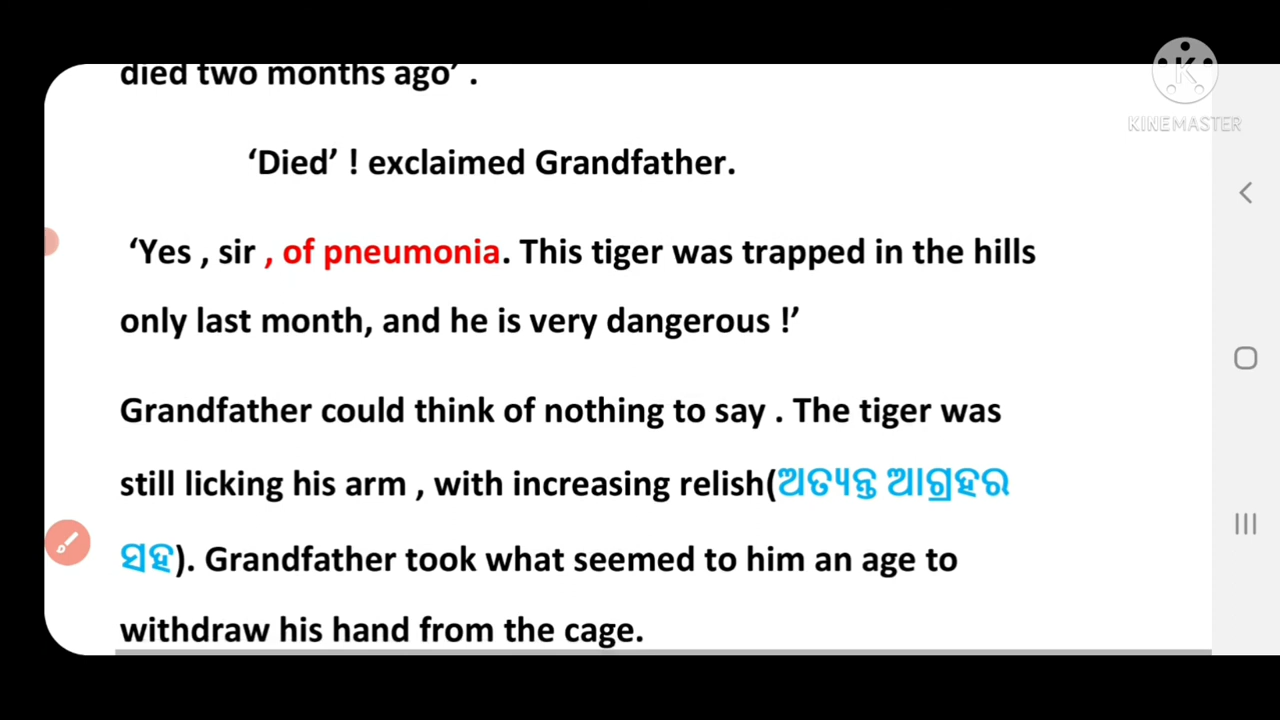 died two months ago’ .
KINEMASTER
‘Died’ ! exclaimed Grandfather.
‘Yes , sir , of pneumonia. This tiger was trapped in the hills
only last month, and he is very dangerous !’
Grandfather could think of nothing to say . The tiger was
still licking his arm , with increasing relish(ଅତ୍ୟନ୍ତ ଆଗ୍ରହର
ସହ). Grandfather took what seemed to him an age to
withdraw his hand from the cage.